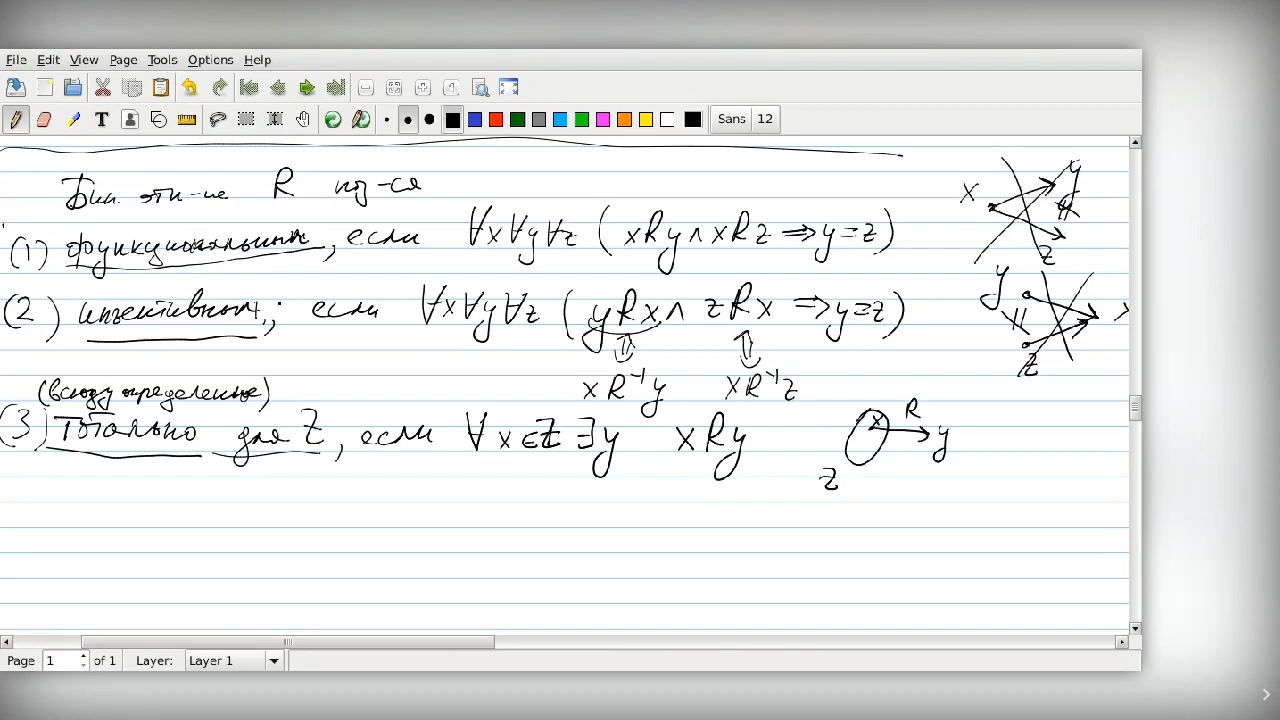 File Edit View Page Tools Options Help
Sans 12
Бин. отн-ие R наз-ся
(1) функциональным, если ∀x∀y∀z (xRy ∧ xRz ⇒ y=z)
x y z
(2) инъективным, если ∀x∀y∀z (yRx ∧ zRx ⇒ y=z)
y x z
xR⁻¹y xR⁻¹z
(всюду определенное)
(3) Тотально для Z, если ∀x∈Z ∃y xRy
x R y
Z
Page 1 of 1 Layer: Layer 1